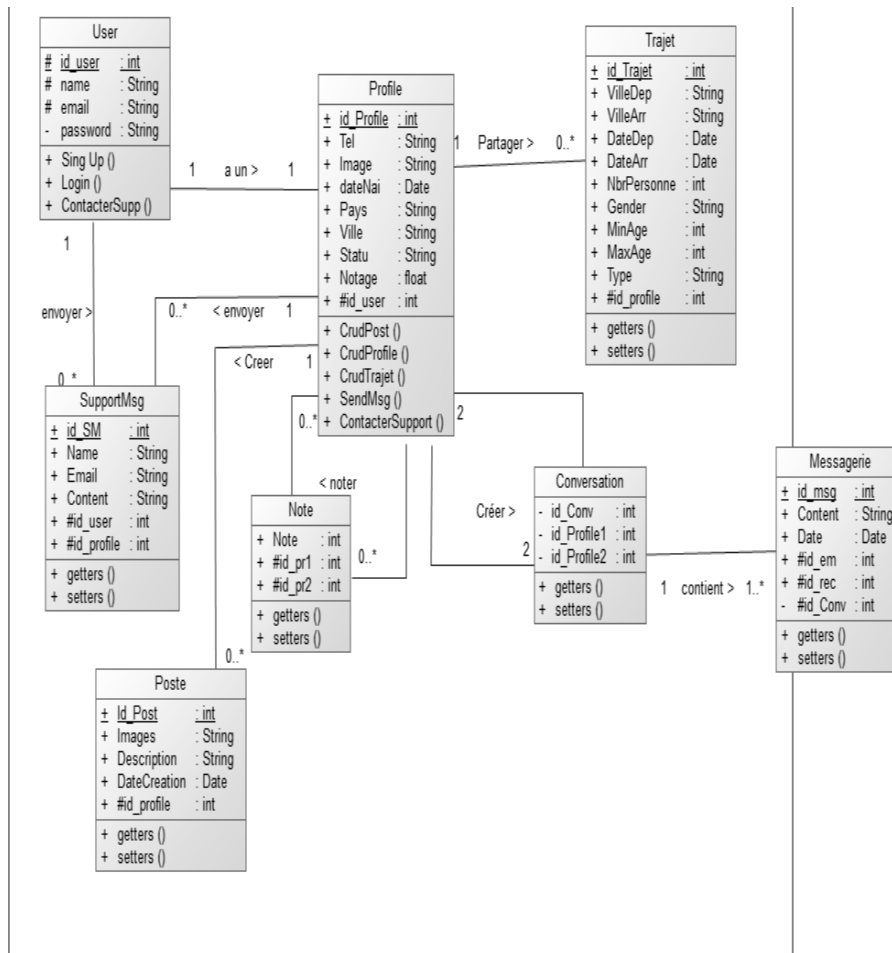 User
# id_user : int
# name : String
# email : String
- password : String
+ Sing Up ()
+ Login ()
+ ContacterSupp ()
1 a un > 1
Profile
+ id_Profile : int
+ Tel : String
+ Image : String
+ dateNai : Date
+ Pays : String
+ Ville : String
+ Statu : String
+ Notage : float
+ #id_user : int
+ CrudPost ()
+ CrudProfile ()
+ CrudTrajet ()
+ SendMsg ()
+ ContacterSupport ()
1 Partager > 0..*
Trajet
+ id_Trajet : int
+ VilleDep : String
+ VilleArr : String
+ DateDep : Date
+ DateArr : Date
+ NbrPersonne : int
+ Gender : String
+ MinAge : int
+ MaxAge : int
+ Type : String
+ #id_profile : int
+ getters ()
+ setters ()
1
envoyer >
0..*
0..* < envoyer 1
< Creer 1
SupportMsg
+ id_SM : int
+ Name : String
+ Email : String
+ Content : String
+ #id_user : int
+ #id_profile : int
+ getters ()
+ setters ()
0..*
< noter
0..*
Note
+ Note : int
+ #id_pr1 : int
+ #id_pr2 : int
+ getters ()
+ setters ()
2
Créer >
2
Conversation
- id_Conv : int
- id_Profile1 : int
- id_Profile2 : int
+ getters ()
+ setters ()
1 contient > 1..*
Messagerie
+ id_msg : int
+ Content : String
+ Date : Date
+ #id_em : int
+ #id_rec : int
- #id_Conv : int
+ getters ()
+ setters ()
0..*
Poste
+ Id_Post : int
+ Images : String
+ Description : String
+ DateCreation : Date
+ #id_profile : int
+ getters ()
+ setters ()